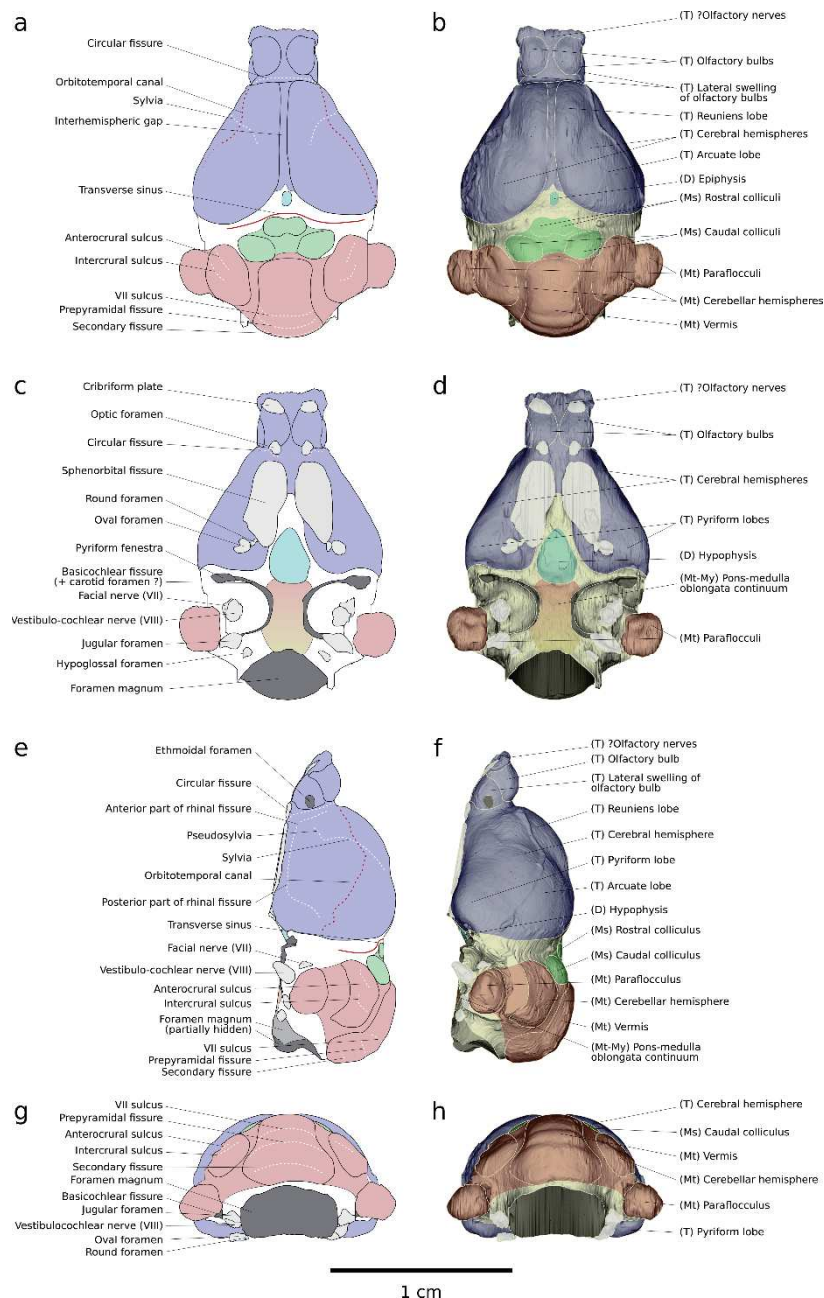 a
Circular fissure
Orbitotemporal canal
Sylvia
Interhemispheric gap
Transverse sinus
Anterocrural sulcus
Intercrural sulcus
VII sulcus
Prepyramidal fissure
Secondary fissure
b
(T) ?Olfactory nerves
(T) Olfactory bulbs
(T) Lateral swelling
of olfactory bulbs
(T) Reuniens lobe
(T) Cerebral hemispheres
(T) Arcuate lobe
(D) Epiphysis
(Ms) Rostral colliculi
(Ms) Caudal colliculi
(Mt) Paraflocculi
(Mt) Cerebellar hemispheres
(Mt) Vermis
c
Cribriform plate
Optic foramen
Circular fissure
Sphenorbital fissure
Round foramen
Oval foramen
Pyriform fenestra
Basicochlear fissure
(+ carotid foramen ?)
Facial nerve (VII)
Vestibulo-cochlear nerve (VIII)
Jugular foramen
Hypoglossal foramen
Foramen magnum
d
(T) ?Olfactory nerves
(T) Olfactory bulbs
(T) Cerebral hemispheres
(T) Pyriform lobes
(D) Hypophysis
(Mt-My) Pons-medulla
oblongata continuum
(Mt) Paraflocculi
e
Ethmoidal foramen
Circular fissure
Anterior part of rhinal fissure
Pseudosylvia
Sylvia
Orbitotemporal canal
Posterior part of rhinal fissure
Transverse sinus
Facial nerve (VII)
Vestibulo-cochlear nerve (VIII)
Anterocrural sulcus
Intercrural sulcus
Foramen magnum
(partially hidden)
VII sulcus
Prepyramidal fissure
Secondary fissure
f
(T) ?Olfactory nerves
(T) Olfactory bulb
(T) Lateral swelling of
olfactory bulb
(T) Reuniens lobe
(T) Cerebral hemisphere
(T) Pyriform lobe
(T) Arcuate lobe
(D) Hypophysis
(Ms) Rostral colliculus
(Ms) Caudal colliculus
(Mt) Paraflocculus
(Mt) Cerebellar hemisphere
(Mt) Vermis
(Mt-My) Pons-medulla
oblongata continuum
g
VII sulcus
Prepyramidal fissure
Anterocrural sulcus
Intercrural sulcus
Secondary fissure
Foramen magnum
Basicochlear fissure
Jugular foramen
Vestibulocochlear nerve (VIII)
Oval foramen
Round foramen
h
(T) Cerebral hemisphere
(Ms) Caudal colliculus
(Mt) Vermis
(Mt) Cerebellar hemisphere
(Mt) Paraflocculus
(T) Pyriform lobe
1 cm